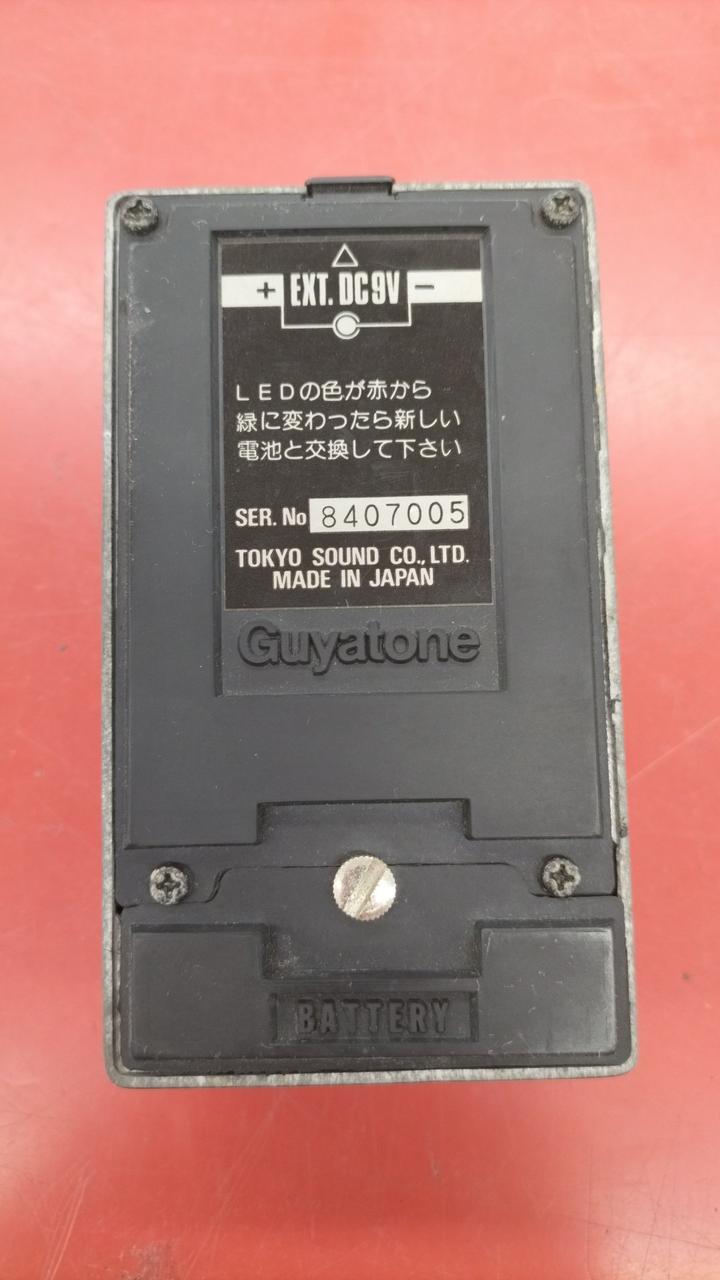 + EXT. DC9V -
ＬＥＤの色が赤から
緑に変わったら新しい
電池と交換して下さい
SER. No 8407005
TOKYO SOUND CO., LTD.
MADE IN JAPAN
Guyatone
BATTERY